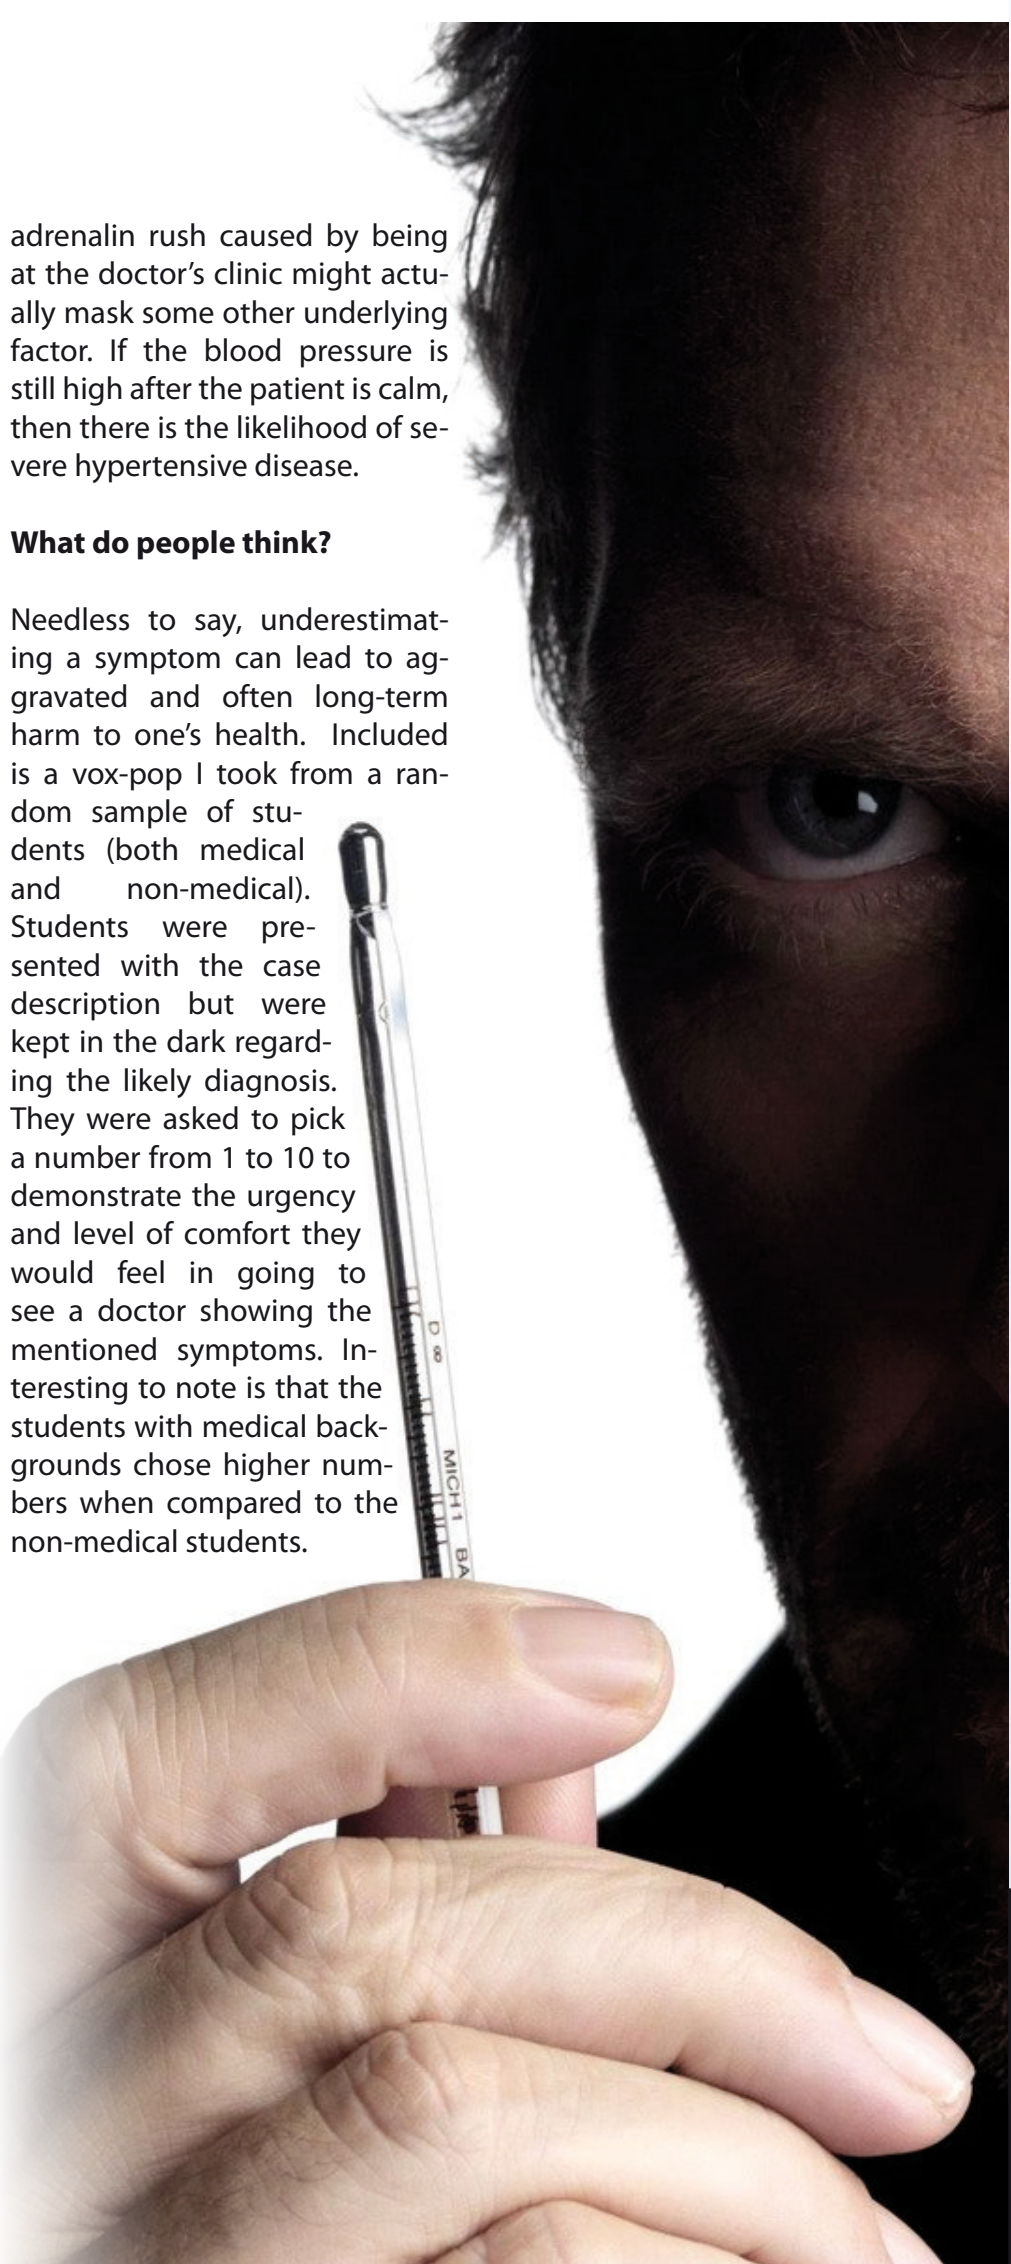 adrenalin rush caused by being
at the doctor’s clinic might actu-
ally mask some other underlying
factor. If the blood pressure is
still high after the patient is calm,
then there is the likelihood of se-
vere hypertensive disease.
What do people think?
Needless to say, underestimat-
ing a symptom can lead to ag-
gravated and often long-term
harm to one’s health. Included
is a vox-pop I took from a ran-
dom sample of stu-
dents (both medical
and non-medical).
Students were pre-
sented with the case
description but were
kept in the dark regard-
ing the likely diagnosis.
They were asked to pick
a number from 1 to 10 to
demonstrate the urgency
and level of comfort they
would feel in going to
see a doctor showing the
mentioned symptoms. In-
teresting to note is that the
students with medical back-
grounds chose higher num-
bers when compared to the
non-medical students.
D 8
MICH 1 BA